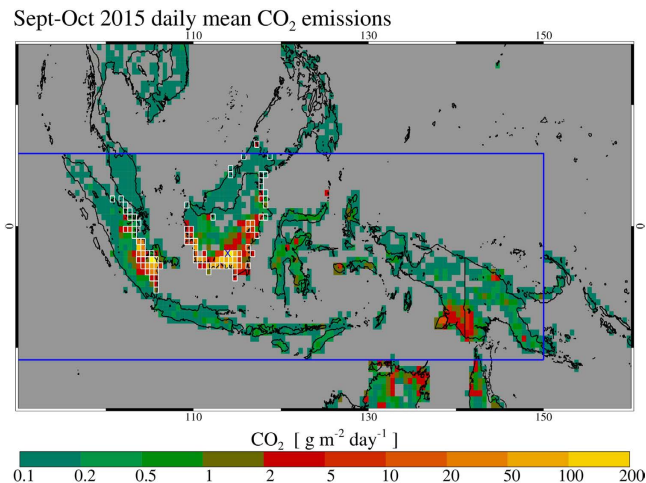 Sept-Oct 2015 daily mean CO₂ emissions
110 130 150
0 0
110 130 150
CO₂ [ g m⁻² day⁻¹ ]
0.1 0.2 0.5 1 2 5 10 20 50 100 200